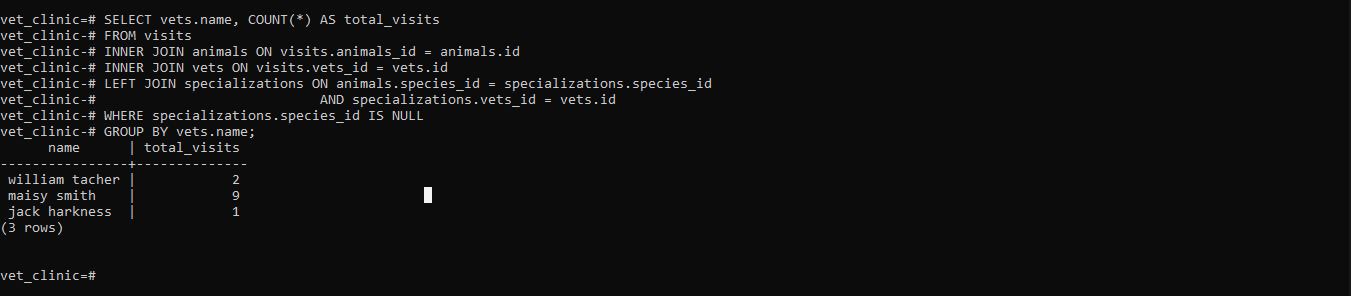 vet_clinic=# SELECT vets.name, COUNT(*) AS total_visits
vet_clinic-# FROM visits
vet_clinic-# INNER JOIN animals ON visits.animals_id = animals.id
vet_clinic-# INNER JOIN vets ON visits.vets_id = vets.id
vet_clinic-# LEFT JOIN specializations ON animals.species_id = specializations.species_id
vet_clinic-#                            AND specializations.vets_id = vets.id
vet_clinic-# WHERE specializations.species_id IS NULL
vet_clinic-# GROUP BY vets.name;
      name      | total_visits
----------------+--------------
 william tacher |            2
 maisy smith    |            9
 jack harkness  |            1
(3 rows)
vet_clinic=#